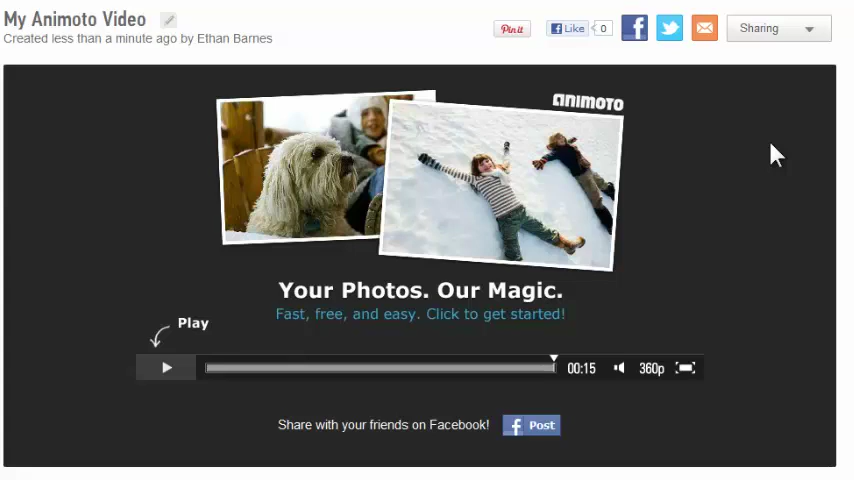 My Animoto Video
Created less than a minute ago by Ethan Barnes
Pin it
f Like
0
f
Sharing
ANIMOTO
Your Photos. Our Magic.
Fast, free, and easy. Click to get started!
Play
00:15
360p
Share with your friends on Facebook!
f Post